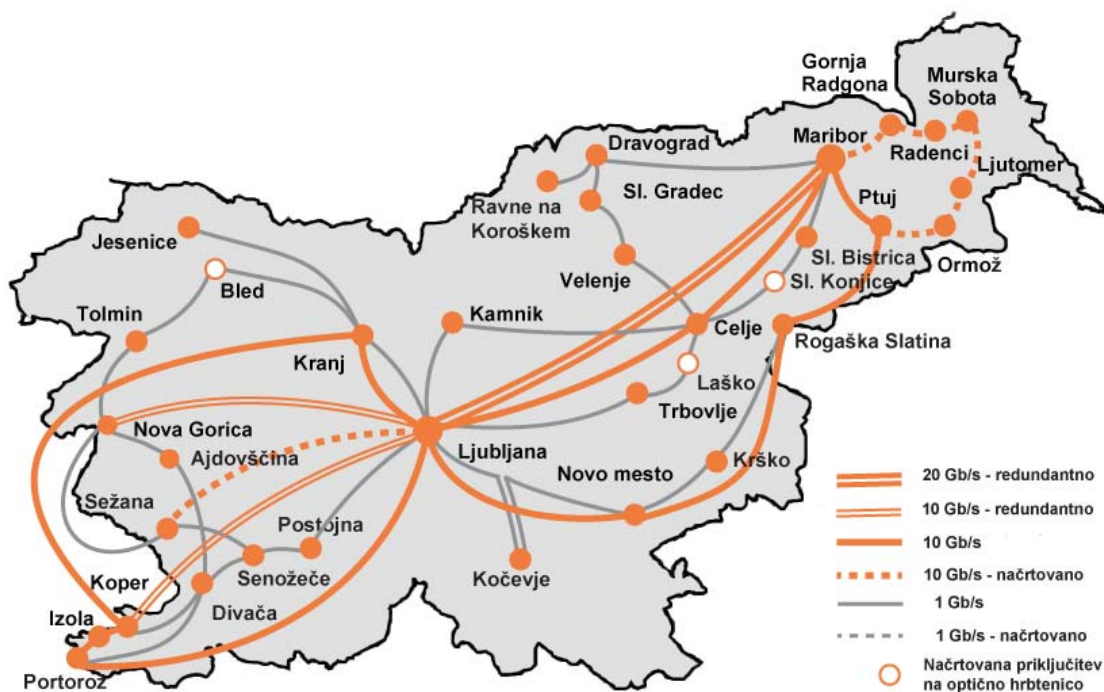 Gornja
Radgona
Murska
Sobota
Dravograd
Maribor
Radenci
Ljutomer
Sl. Gradec
Ravne na
Koroškem
Ptuj
Jesenice
Sl. Bistrica
Ormož
Velenje
Sl. Konjice
Bled
Tolmin
Kamnik
Celje
Rogaška Slatina
Kranj
Laško
Trbovlje
Nova Gorica
Ljubljana
Ajdovščina
Novo mesto
Krško
Sežana
Postojna
Senožeče
Kočevje
Koper
Divača
Izola
Portorož
20 Gb/s - redundantno
10 Gb/s - redundantno
10 Gb/s
10 Gb/s - načrtovano
1 Gb/s
1 Gb/s - načrtovano
Načrtovana priključitev
na optično hrbtenico